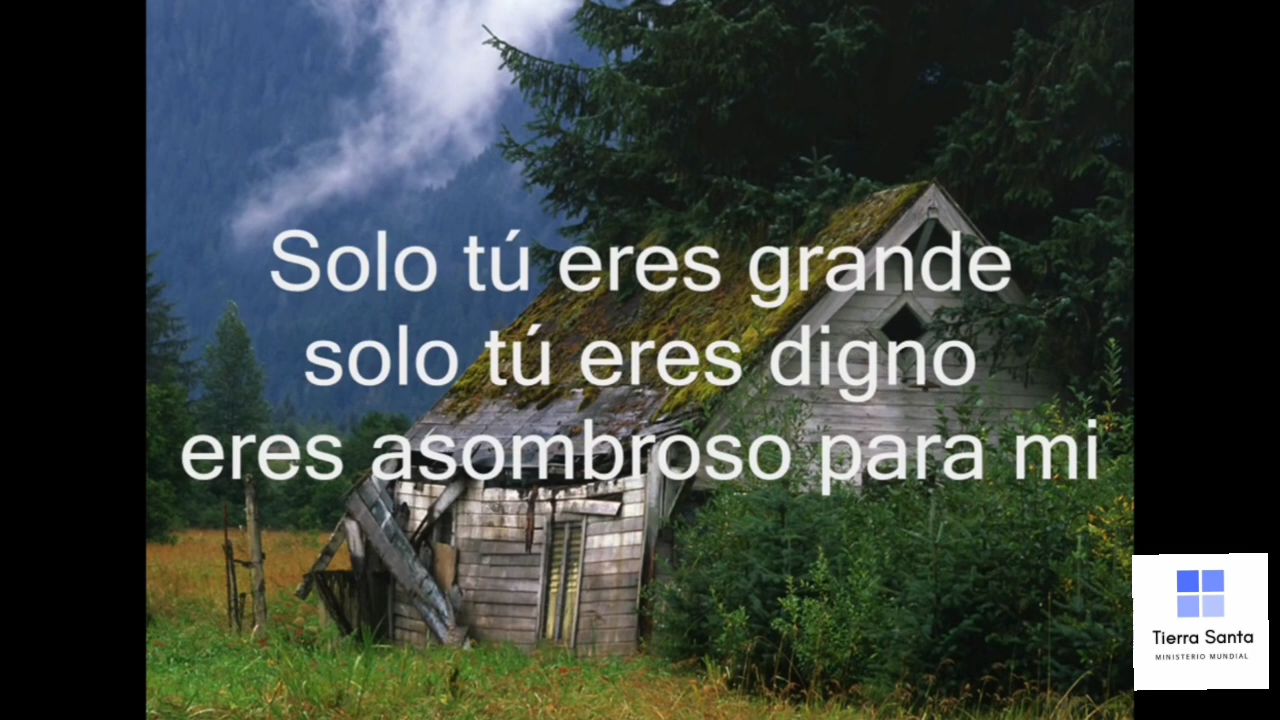 Solo tú eres grande
solo tú eres digno
eres asombroso para mi
Tierra Santa
MINISTERIO MUNDIAL